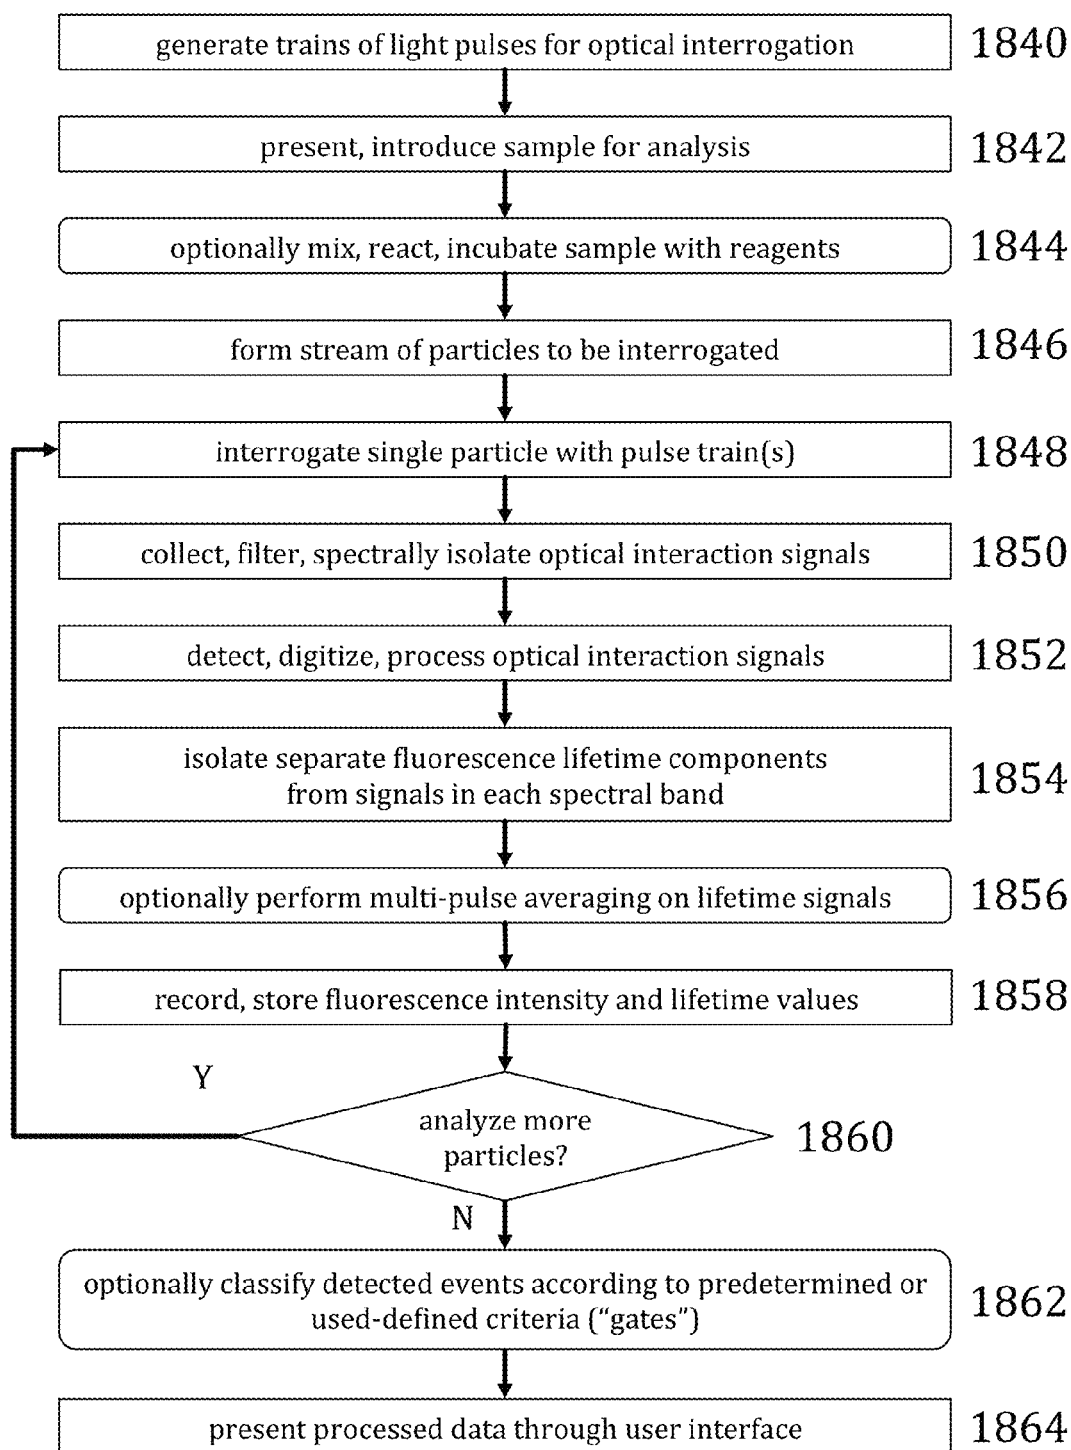 generate trains of light pulses for optical interrogation 1840
present, introduce sample for analysis 1842
optionally mix, react, incubate sample with reagents 1844
form stream of particles to be interrogated 1846
interrogate single particle with pulse train(s) 1848
collect, filter, spectrally isolate optical interaction signals 1850
detect, digitize, process optical interaction signals 1852
isolate separate fluorescence lifetime components
from signals in each spectral band 1854
optionally perform multi-pulse averaging on lifetime signals 1856
record, store fluorescence intensity and lifetime values 1858
Y
analyze more
particles? 1860
N
optionally classify detected events according to predetermined or
used-defined criteria (“gates”) 1862
present processed data through user interface 1864